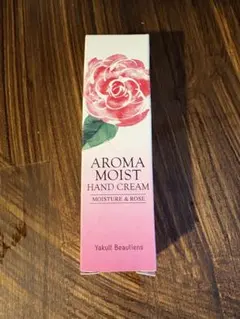 AROMA
MOIST
HAND CREAM
MOISTURE & ROSE
Yakult Beautiens